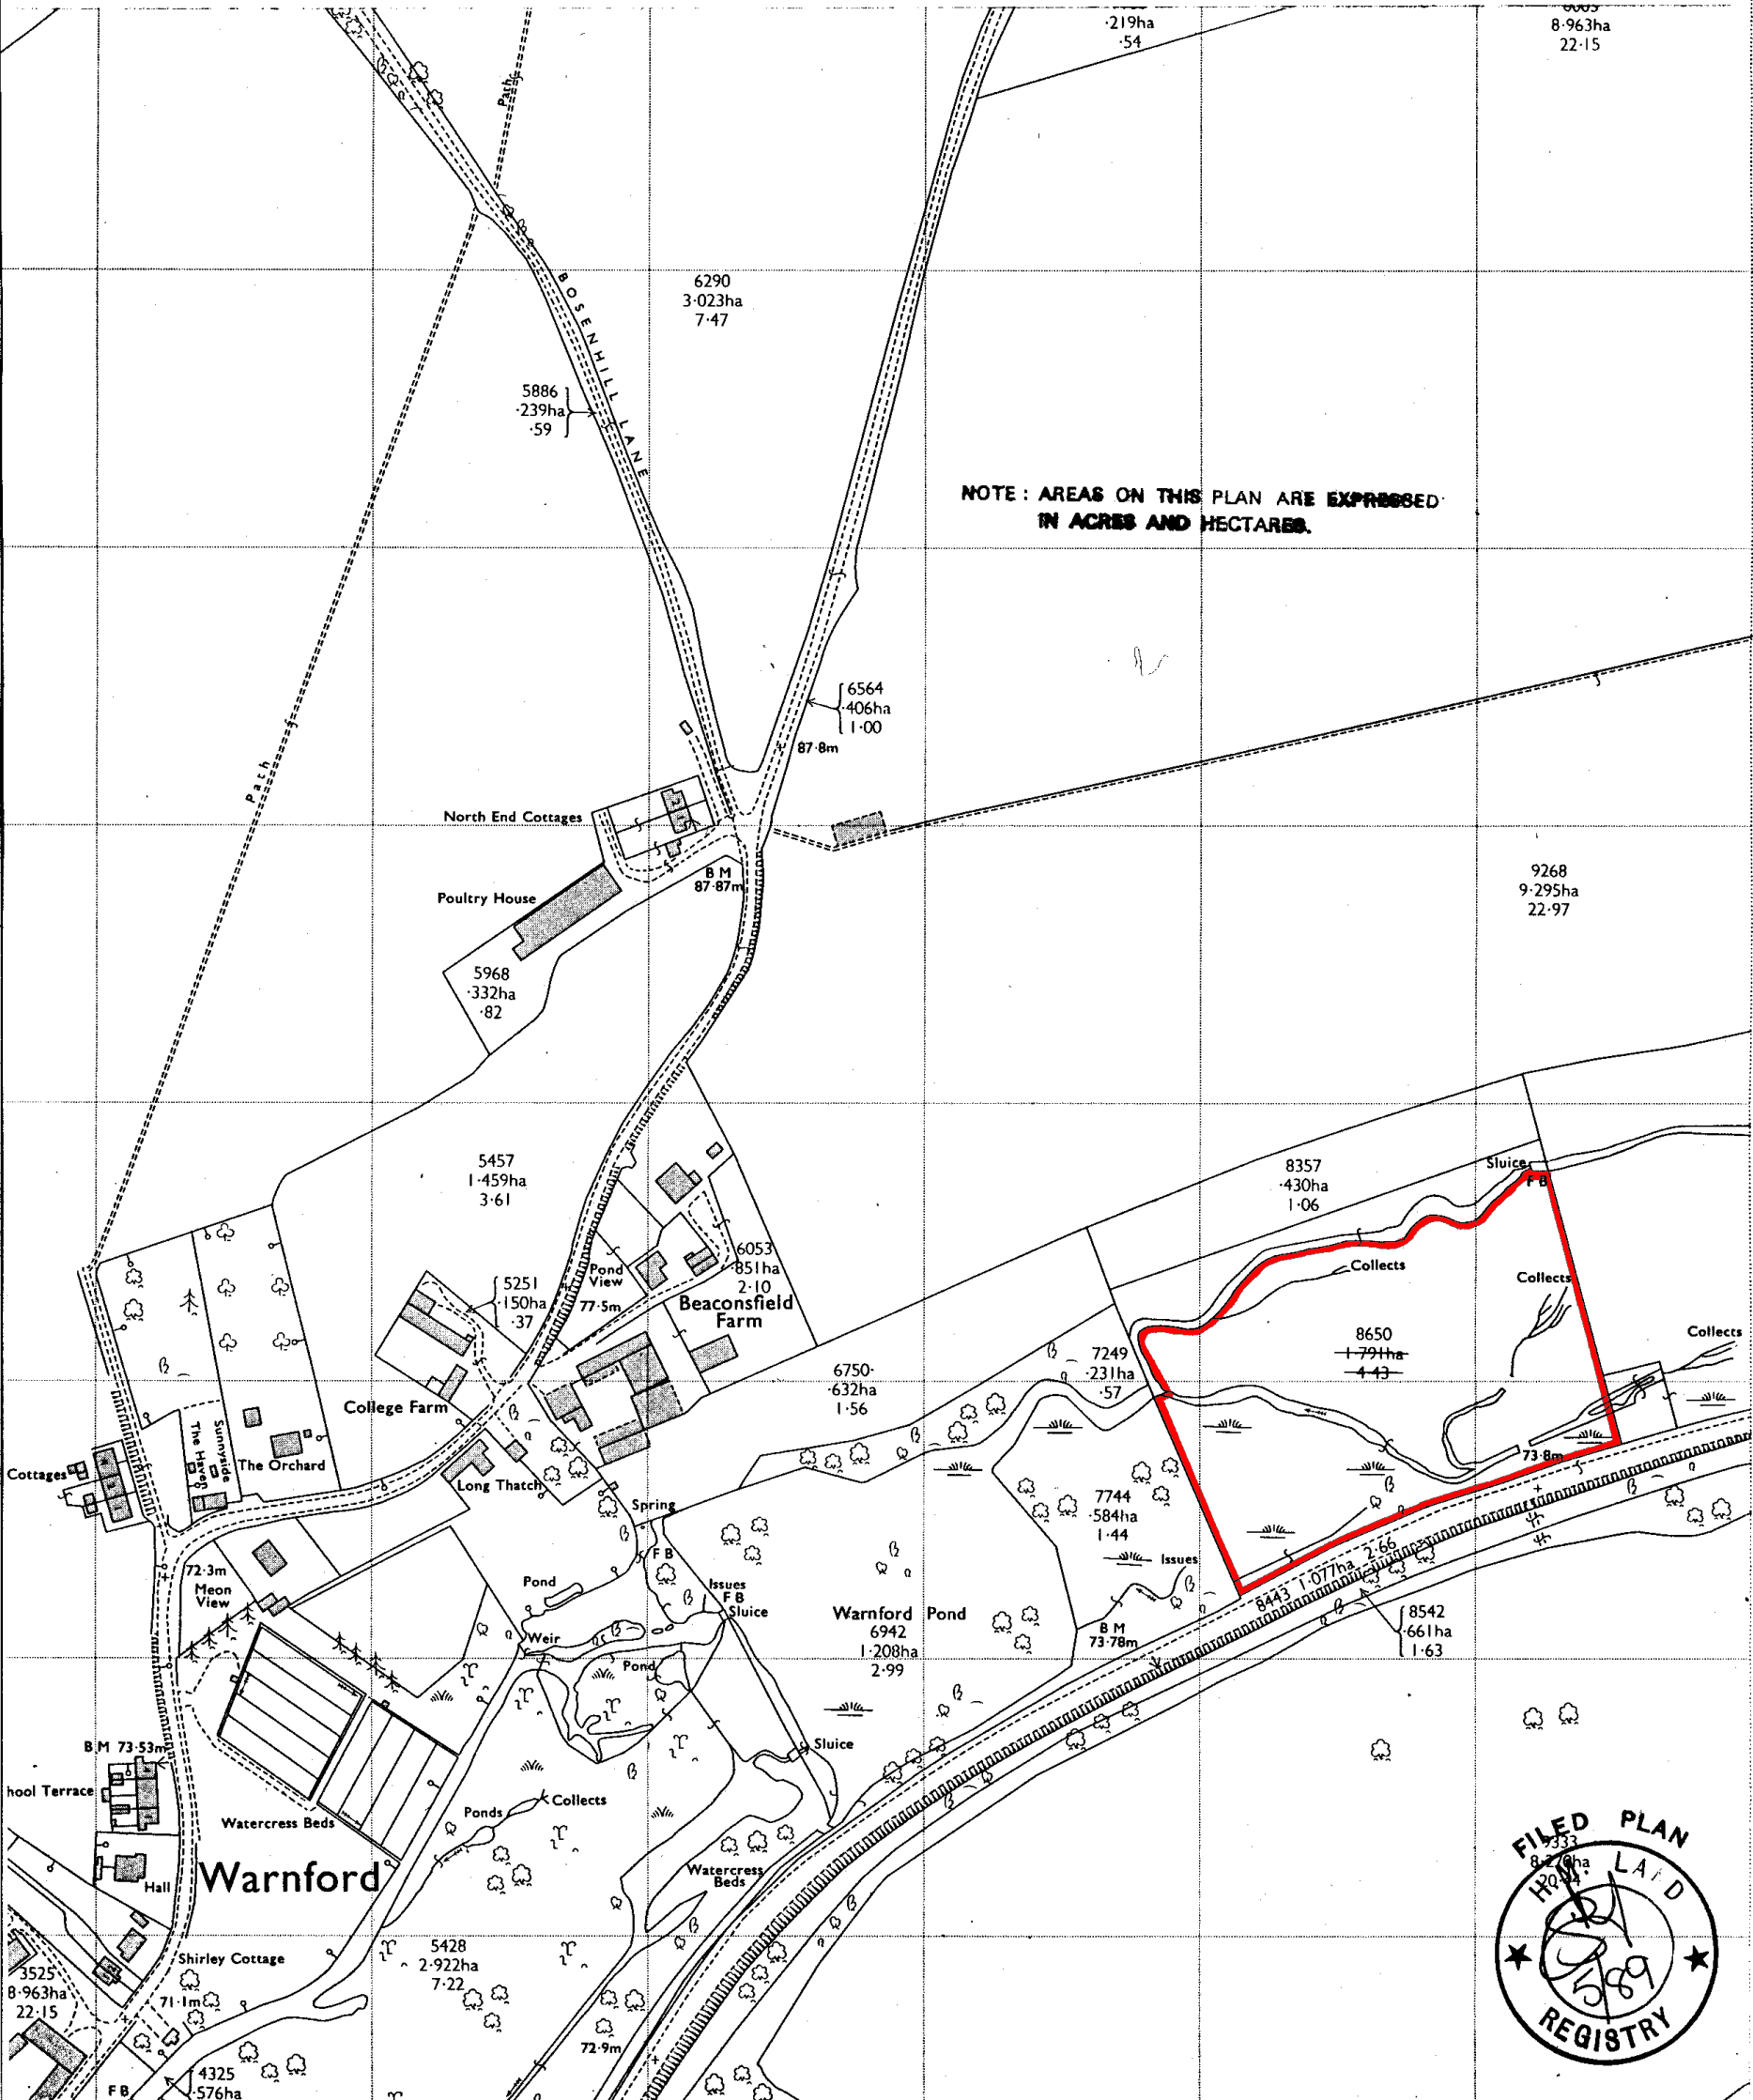 ·219ha
·54
6003
8·963ha
22·15
Path
BOSENHILL LANE
6290
3·023ha
7·47
5886
·239ha
·59
NOTE : AREAS ON THIS PLAN ARE EXPRESSED
IN ACRES AND HECTARES.
6564
·406ha
1·00
87·8m
Path
North End Cottages
B M
87·87m
Poultry House
9268
9·295ha
22·97
5968
·332ha
·82
5457
1·459ha
3·61
8357
·430ha
1·06
Sluice
F B
Collects
Collects
Collects
Pond
View
77·5m
6053
·851ha
2·10
5251
·150ha
·37
Beaconsfield
Farm
8650
1·791ha
4·43
7249
·231ha
·57
6750
·632ha
1·56
College Farm
The Haven
Sunnyside
The Orchard
Cottages
Long Thatch
73·8m
7744
·584ha
1·44
Issues
Spring
F B
72·3m
Meon
View
Pond
Issues
F B
Sluice
Warnford Pond
6942
1·208ha
2·99
8443 1·077ha 2·66
B M
73·78m
8542
·661ha
1·63
Weir
Pond
Sluice
B M 73·53m
hool Terrace
Watercress Beds
Ponds
Collects
Hall
Warnford
Watercress
Beds
FILED PLAN
9333
8·270ha
20·44
H.M. LAND
5/89
REGISTRY
Shirley Cottage
3525
8·963ha
22·15
71·1m
5428
2·922ha
7·22
72·9m
4325
·576ha
F B